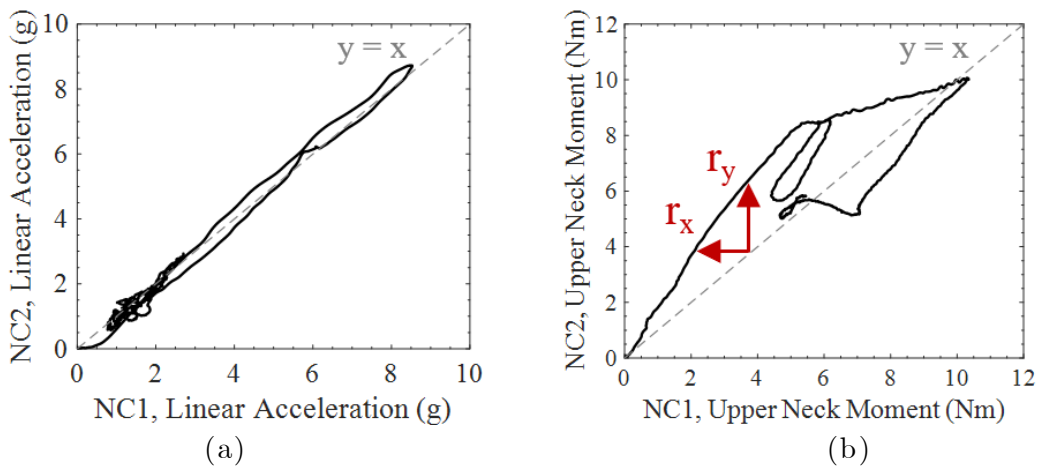 10
8
6
4
2
0
0 2 4 6 8 10
NC2, Linear Acceleration (g)
NC1, Linear Acceleration (g)
y = x
(a)
12
10
8
6
4
2
0
0 2 4 6 8 10 12
NC2, Upper Neck Moment (Nm)
NC1, Upper Neck Moment (Nm)
y = x
r_y
r_x
(b)